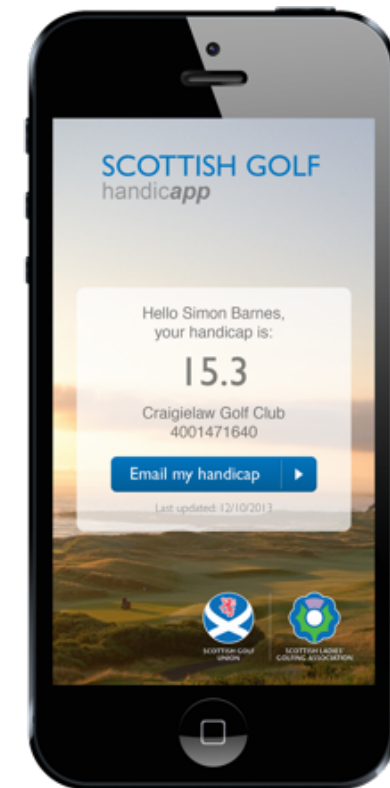 SCOTTISH GOLF
handicapp
Hello Simon Barnes,
your handicap is:
15.3
Craigielaw Golf Club
4001471640
Email my handicap
Last updated: 12/10/2013
SCOTTISH GOLF
UNION
SCOTTISH LADIES'
GOLFING ASSOCIATION